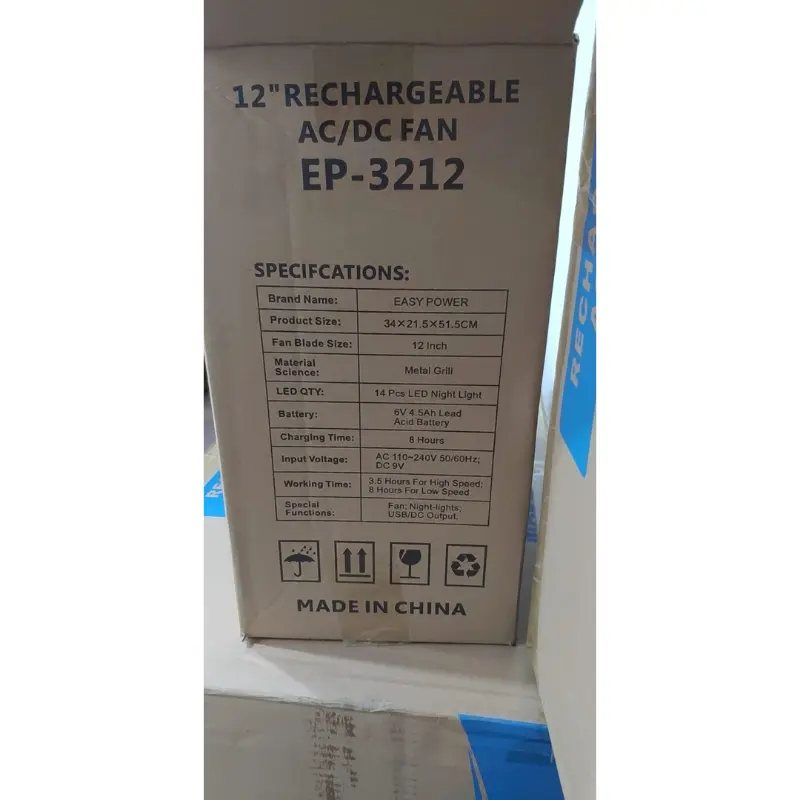 12"RECHARGEABLE
AC/DC FAN
EP-3212
SPECIFCATIONS:
Brand Name: EASY POWER
Product Size: 34×21.5×51.5CM
Fan Blade Size: 12 Inch
Material
Science: Metal Grill
LED QTY: 14 Pcs LED Night Light
Battery: 6V 4.5Ah Lead
Acid Battery
Charging Time: 8 Hours
Input Voltage: AC 110~240V 50/60Hz;
DC 9V
Working Time: 3.5 Hours For High Speed;
8 Hours For Low Speed
Special
Functions: Fan; Night-lights;
USB/DC Output.
MADE IN CHINA